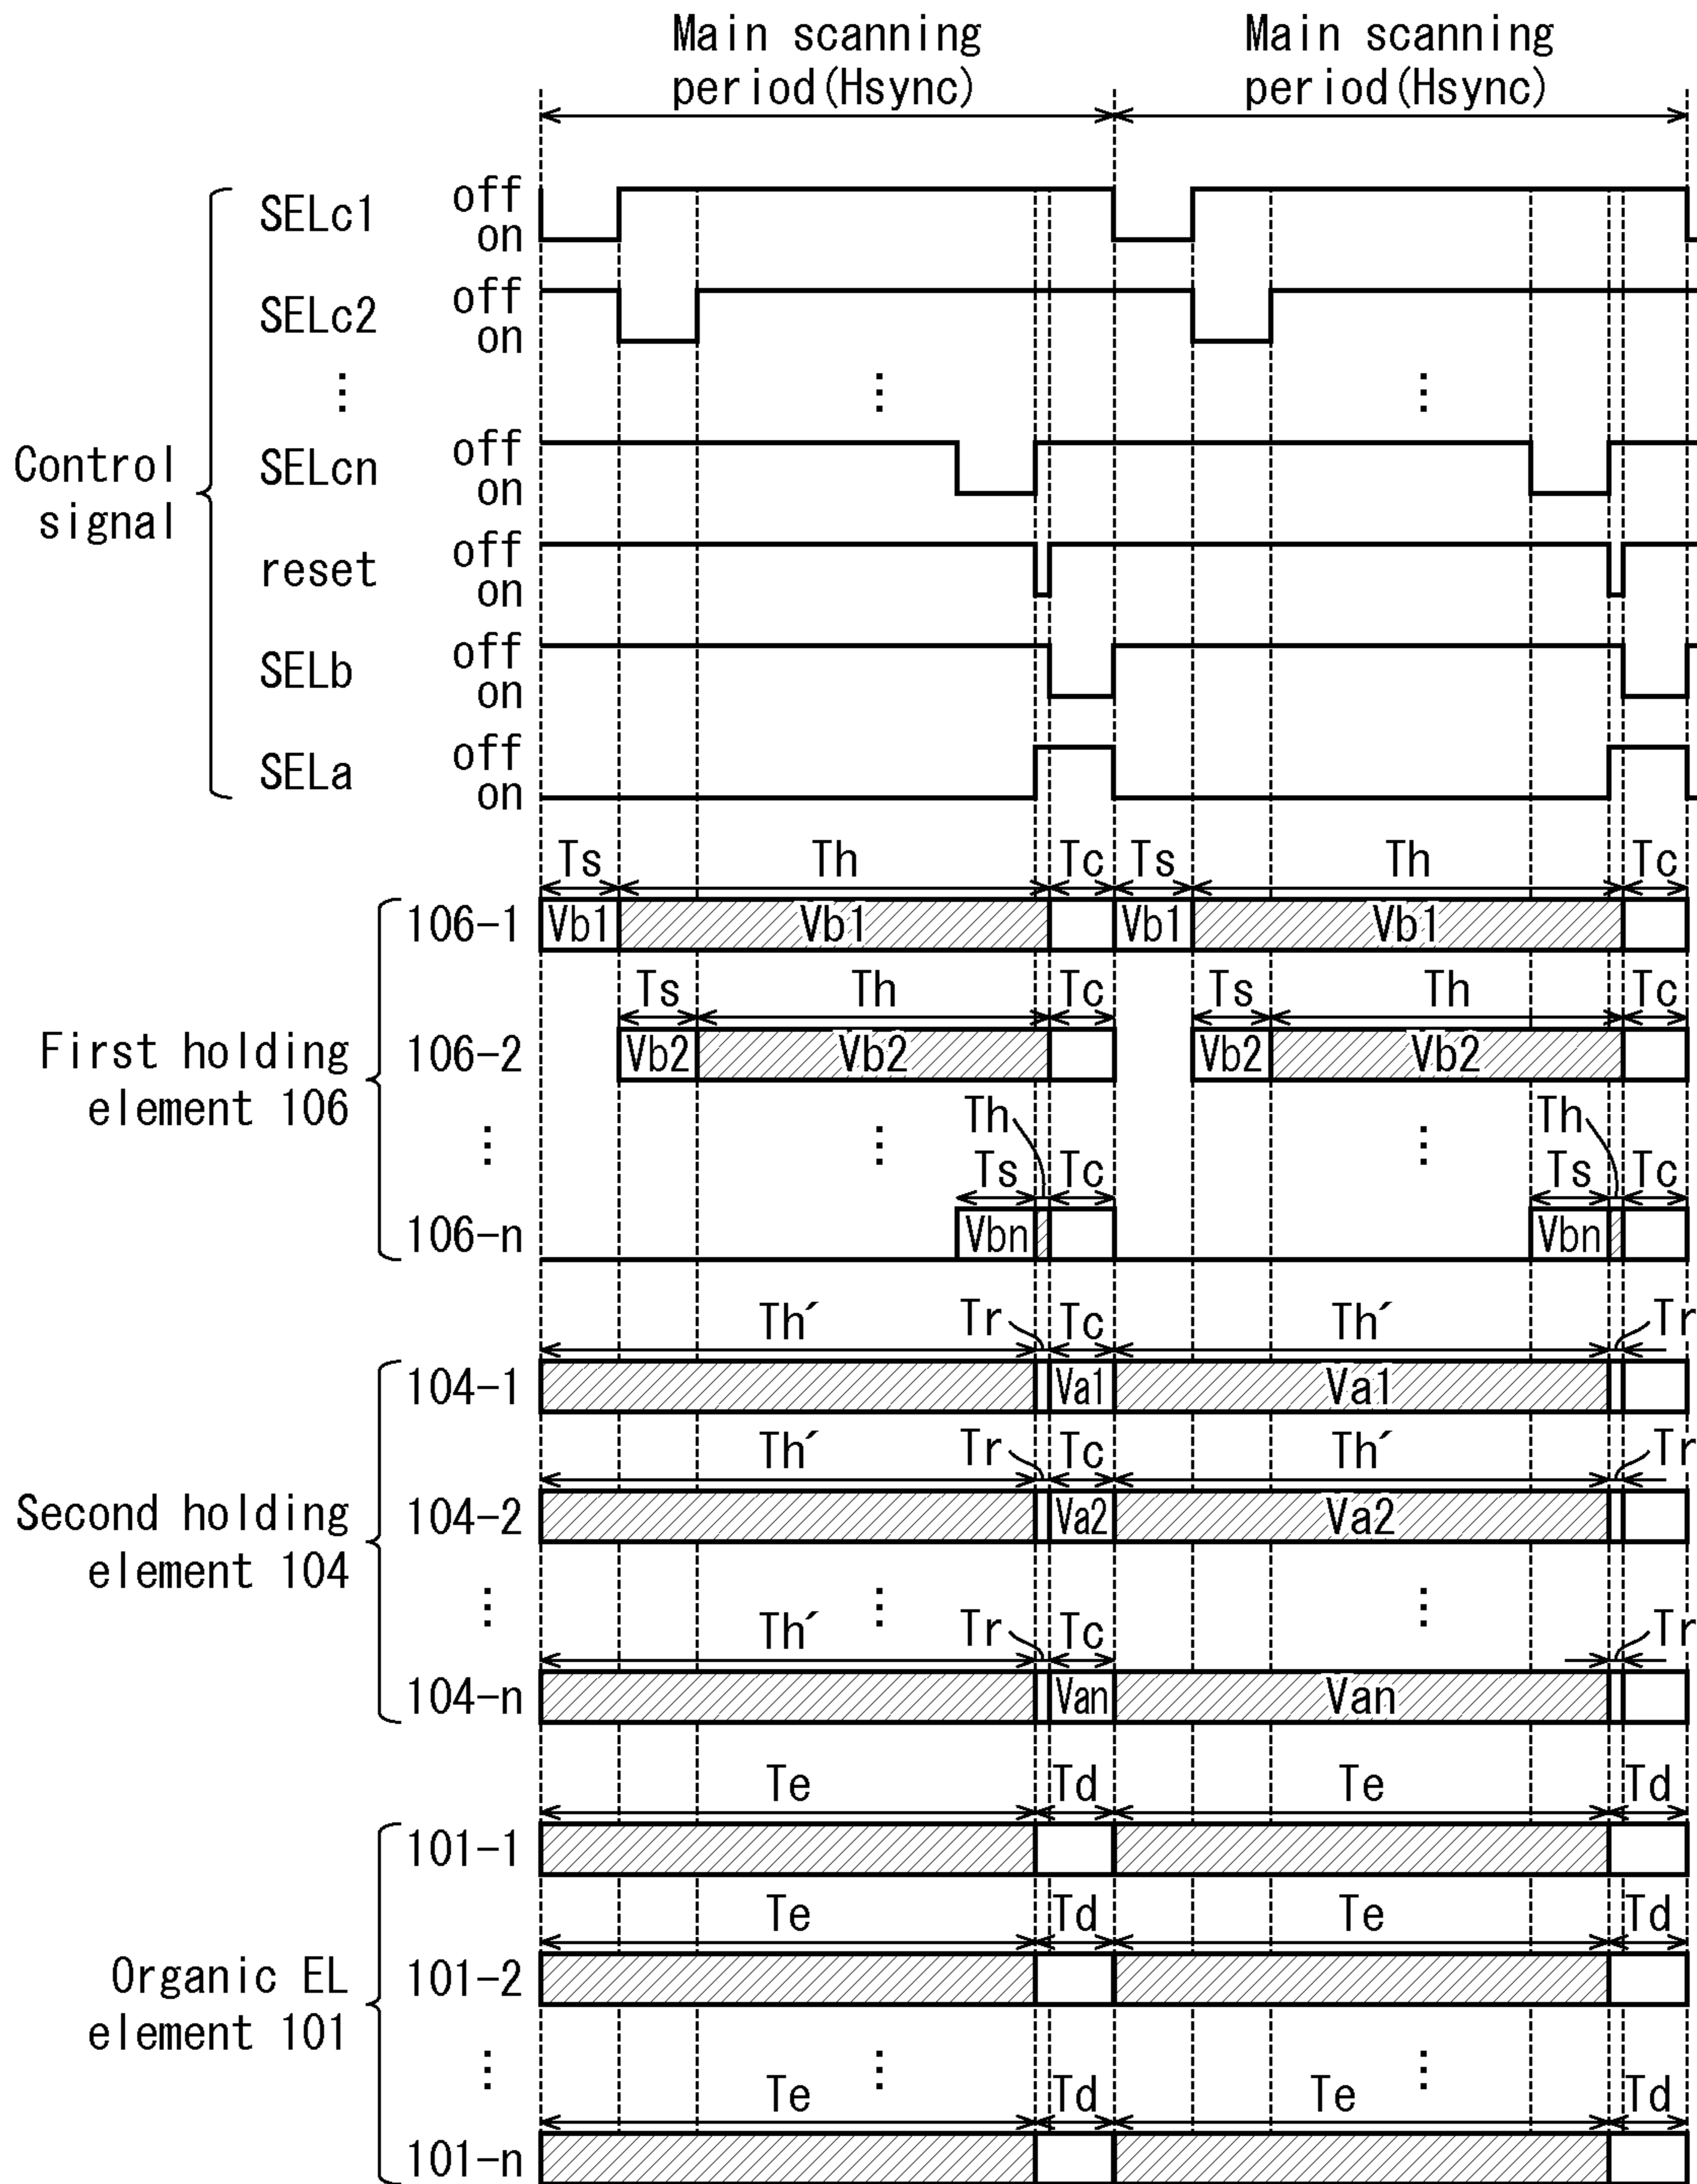 Main scanning period(Hsync)
Main scanning period(Hsync)
Control signal
SELc1 off on
SELc2 off on
⋮ ⋮ ⋮
SELcn off on
reset off on
SELb off on
SELa off on
Ts Th Tc Ts Th Tc
First holding element 106
106-1 Vb1 Vb1 Vb1 Vb1
Ts Th Tc Ts Th Tc
106-2 Vb2 Vb2 Vb2 Vb2
⋮ ⋮ ⋮
Th Th
Ts Tc Ts Tc
106-n Vbn Vbn
Th´ Tr Tc Th´ Tr
Second holding element 104
104-1 Va1 Va1
Th´ Tr Tc Th´ Tr
104-2 Va2 Va2
⋮ ⋮ ⋮
Th´ Tr Tc Tr
104-n Van Van
Te Td Te Td
Organic EL element 101
101-1
Te Td Te Td
101-2
⋮ ⋮ ⋮
Te Td Te Td
101-n